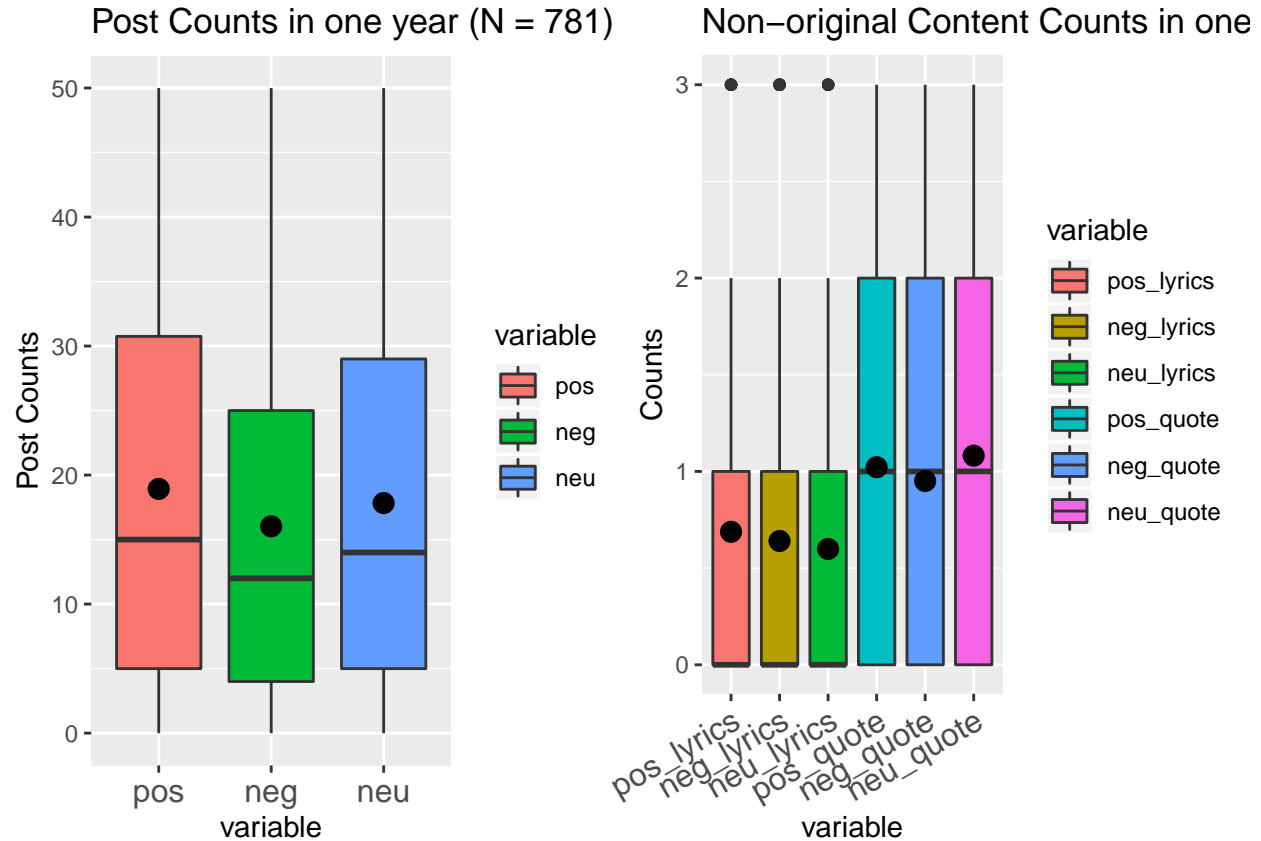 Post Counts in one year (N = 781)
Post Counts
50
40
30
20
10
0
pos
neg
neu
variable
variable
pos
neg
neu
Non−original Content Counts in one
Counts
3
2
1
0
pos_lyrics
neg_lyrics
neu_lyrics
pos_quote
neg_quote
neu_quote
variable
variable
pos_lyrics
neg_lyrics
neu_lyrics
pos_quote
neg_quote
neu_quote